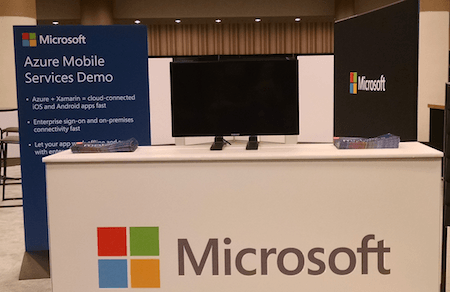 Microsoft
Azure Mobile
Services Demo
• Azure + Xamarin = cloud-connected
iOS and Android apps fast
• Enterprise sign-on and on-premises
connectivity fast
• Let your app
with
Microsoft
Microsoft